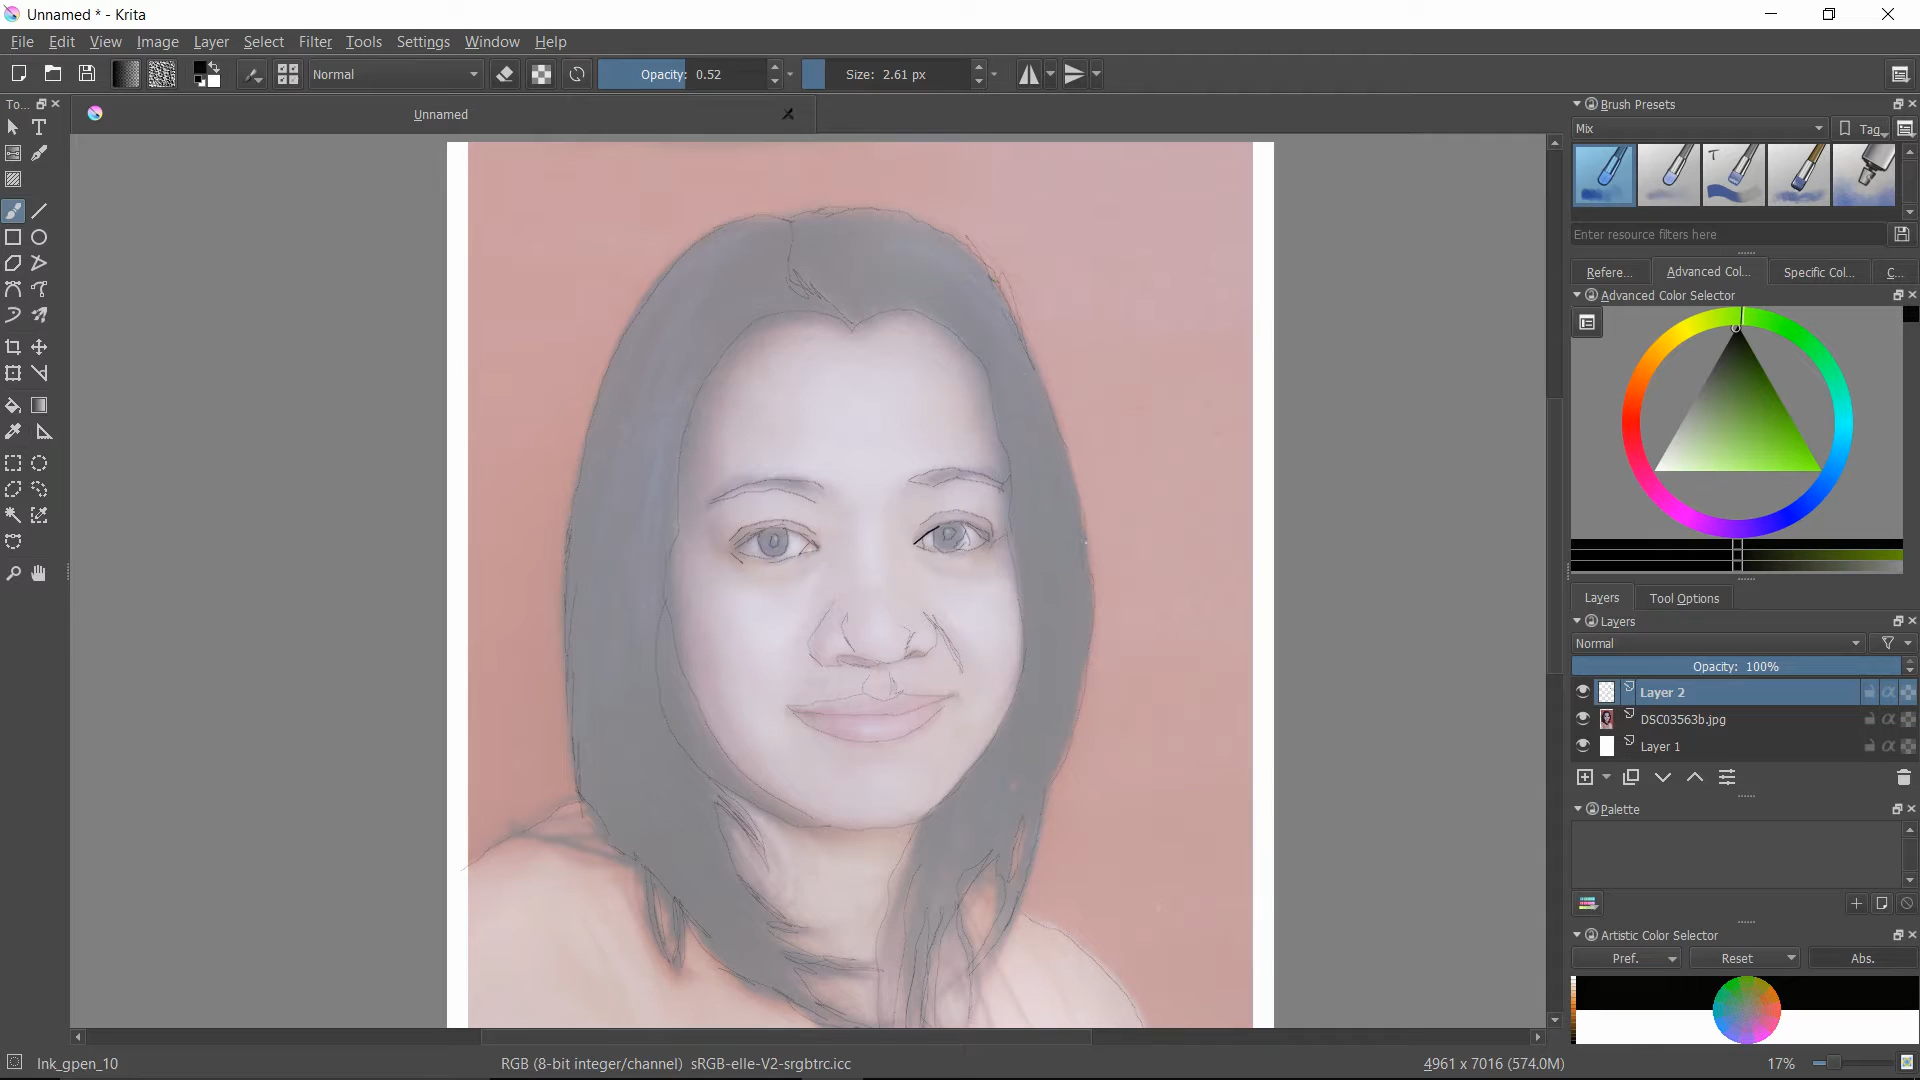 Unnamed * - Krita
File Edit View Image Layer Select Filter Tools Settings Window Help
Normal Opacity: 0.52 Size: 2.61 px
To... Unnamed Brush Presets
Mix Tag
T
Enter resource filters here
Refere... Advanced Col... Specific Col... C...
Advanced Color Selector
Layers Tool Options
Layers
Normal
Opacity: 100%
Layer 2
DSC03563b.jpg
Layer 1
Palette
Artistic Color Selector
Pref. Reset Abs.
Ink_gpen_10 RGB (8-bit integer/channel) sRGB-elle-V2-srgbtrc.icc 4961 x 7016 (574.0M) 17%